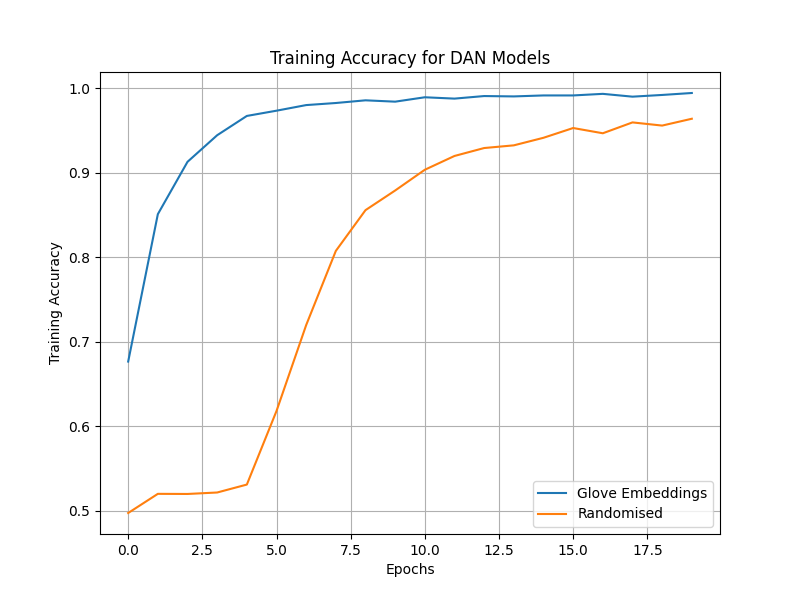 Training Accuracy for DAN Models
Training Accuracy
1.0
0.9
0.8
0.7
0.6
0.5
Glove Embeddings
Randomised
0.0 2.5 5.0 7.5 10.0 12.5 15.0 17.5
Epochs